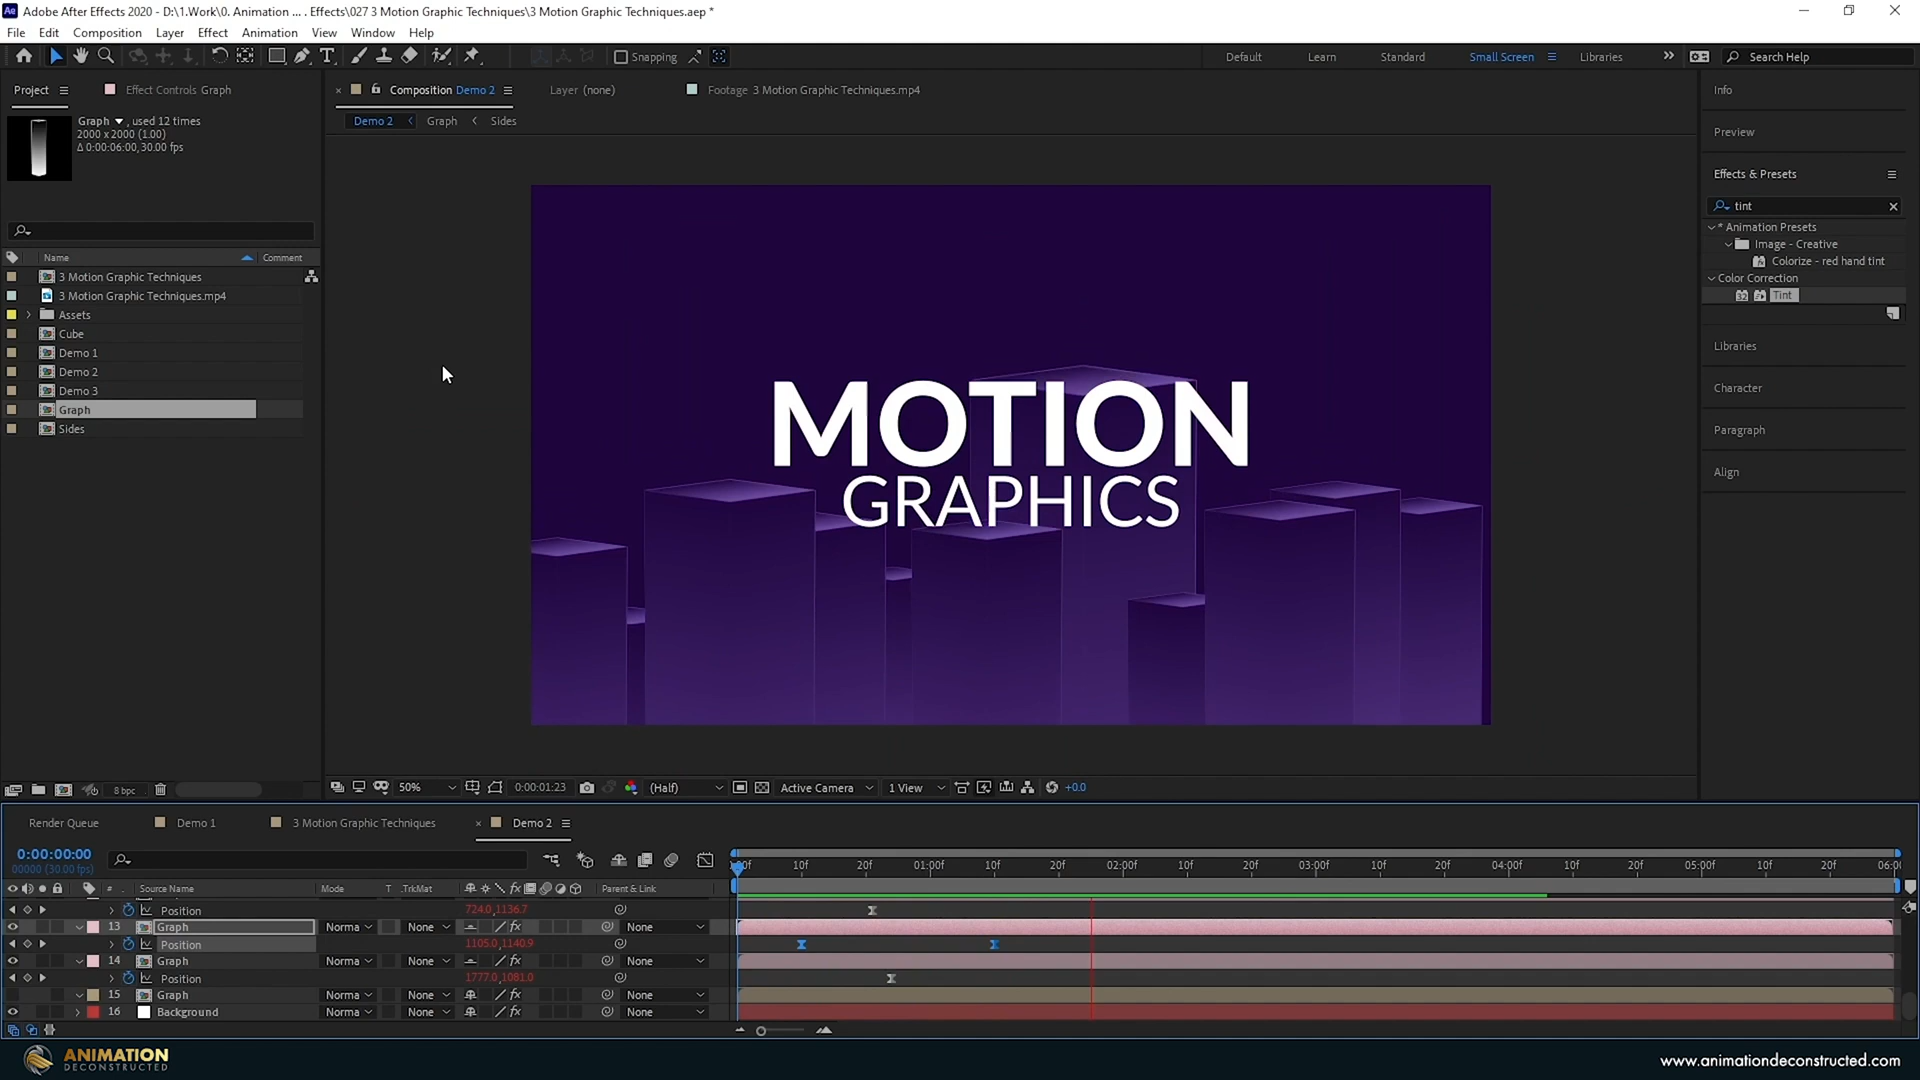 Adobe After Effects 2020 - D:\1.Work\0. Animation ... . Effects\027 3 Motion Graphic Techniques\3 Motion Graphic Techniques.aep *
File Edit Composition Layer Effect Animation View Window Help
Snapping
Default Learn Standard Small Screen Libraries Search Help
Project Effect Controls Graph
Composition Demo 2 Layer (none) Footage 3 Motion Graphic Techniques.mp4
Info
Graph , used 12 times
2000 x 2000 (1.00)
Δ 0:00:06:00, 30.00 fps
Demo 2 Graph Sides
Preview
Effects & Presets
tint
* Animation Presets
Image - Creative
Colorize - red hand tint
Color Correction
32 Tint
Libraries
Character
Paragraph
Align
Name Comment
3 Motion Graphic Techniques
3 Motion Graphic Techniques.mp4
Assets
Cube
Demo 1
Demo 2
Demo 3
Graph
Sides
MOTION
GRAPHICS
8 bpc
50% 0:00:01:23 (Half) Active Camera 1 View +0.0
Render Queue Demo 1 3 Motion Graphic Techniques Demo 2
0:00:00:00
00000 (30.00 fps)
10f 20f 01:00f 10f 20f 02:00f 10f 20f 03:00f 10f 20f 04:00f 10f 20f 05:00f 10f 20f
# Source Name Mode T .TrkMat Parent & Link
Position 724.0,1136.7
13 Graph Norma None None
Position 1105.0,1140.9
14 Graph Norma None None
Position 1777.0,1081.0
15 Graph Norma None None
16 Background Norma None None
ANIMATION
DECONSTRUCTED
www.animationdeconstructed.com